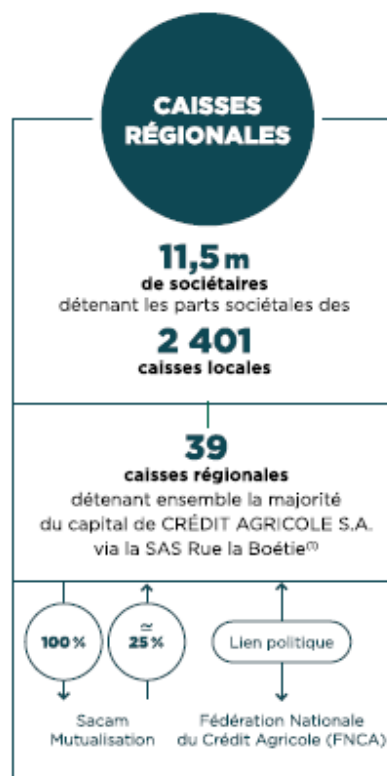 CAISSES
RÉGIONALES
11,5 m
de sociétaires
détenant les parts sociétales des
2 401
caisses locales
39
caisses régionales
détenant ensemble la majorité
du capital de CRÉDIT AGRICOLE S.A.
via la SAS Rue la Boétie(1)
100 %
≃
25 %
Lien politique
Sacam
Mutualisation
Fédération Nationale
du Crédit Agricole (FNCA)